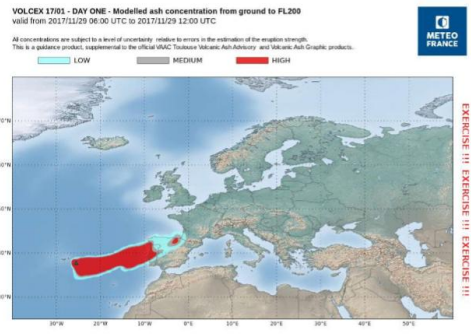 VOLCEX 17/01 - DAY ONE - Modelled ash concentration from ground to FL200
valid from 2017/11/29 06:00 UTC to 2017/11/29 12:00 UTC
METEO
FRANCE
All concentrations are subject to a level of uncertainty relative to errors in the estimation of the eruption strength.
This is a guidance product, supplemental to the official VAAC Toulouse Volcanic Ash Advisory and Volcanic Ash Graphic products.
LOW MEDIUM HIGH
EXERCISE !!! EXERCISE !!! EXERCISE !!!
30°W 20°W 10°W 0° 10°E 20°E 30°E 40°E 50°E